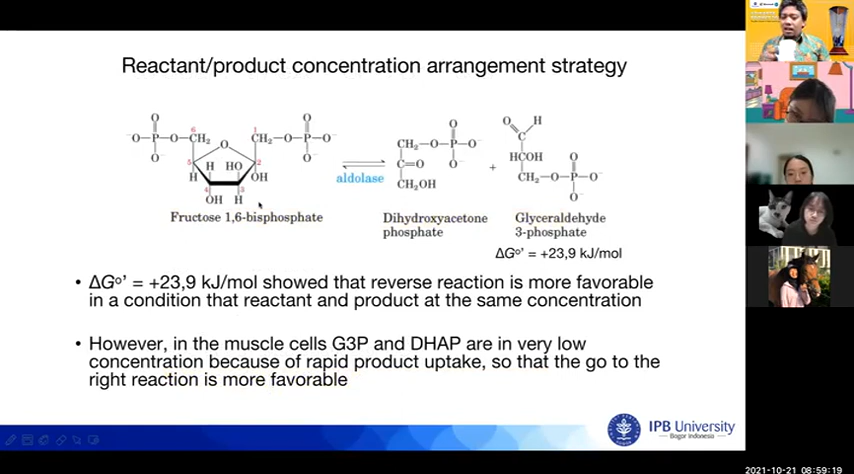 Reactant/product concentration arrangement strategy
Fructose 1,6-bisphosphate
aldolase
Dihydroxyacetone
phosphate
Glyceraldehyde
3-phosphate
ΔGº’ = +23,9 kJ/mol
O
‖
⁻O—P—O—CH₂
O⁻
O
CH₂—O—P—O⁻
O⁻
O
H HO
H OH
OH H
6
1
5
2
4
3
O
CH₂—O—P—O⁻
C=O O⁻
CH₂OH
+
O H
C
HCOH O
CH₂—O—P—O⁻
O⁻
• ΔGº’ = +23,9 kJ/mol showed that reverse reaction is more favorable
in a condition that reactant and product at the same concentration
• However, in the muscle cells G3P and DHAP are in very low
concentration because of rapid product uptake, so that the go to the
right reaction is more favorable
IPB University
Bogor Indonesia
2021-10-21 08:59:19